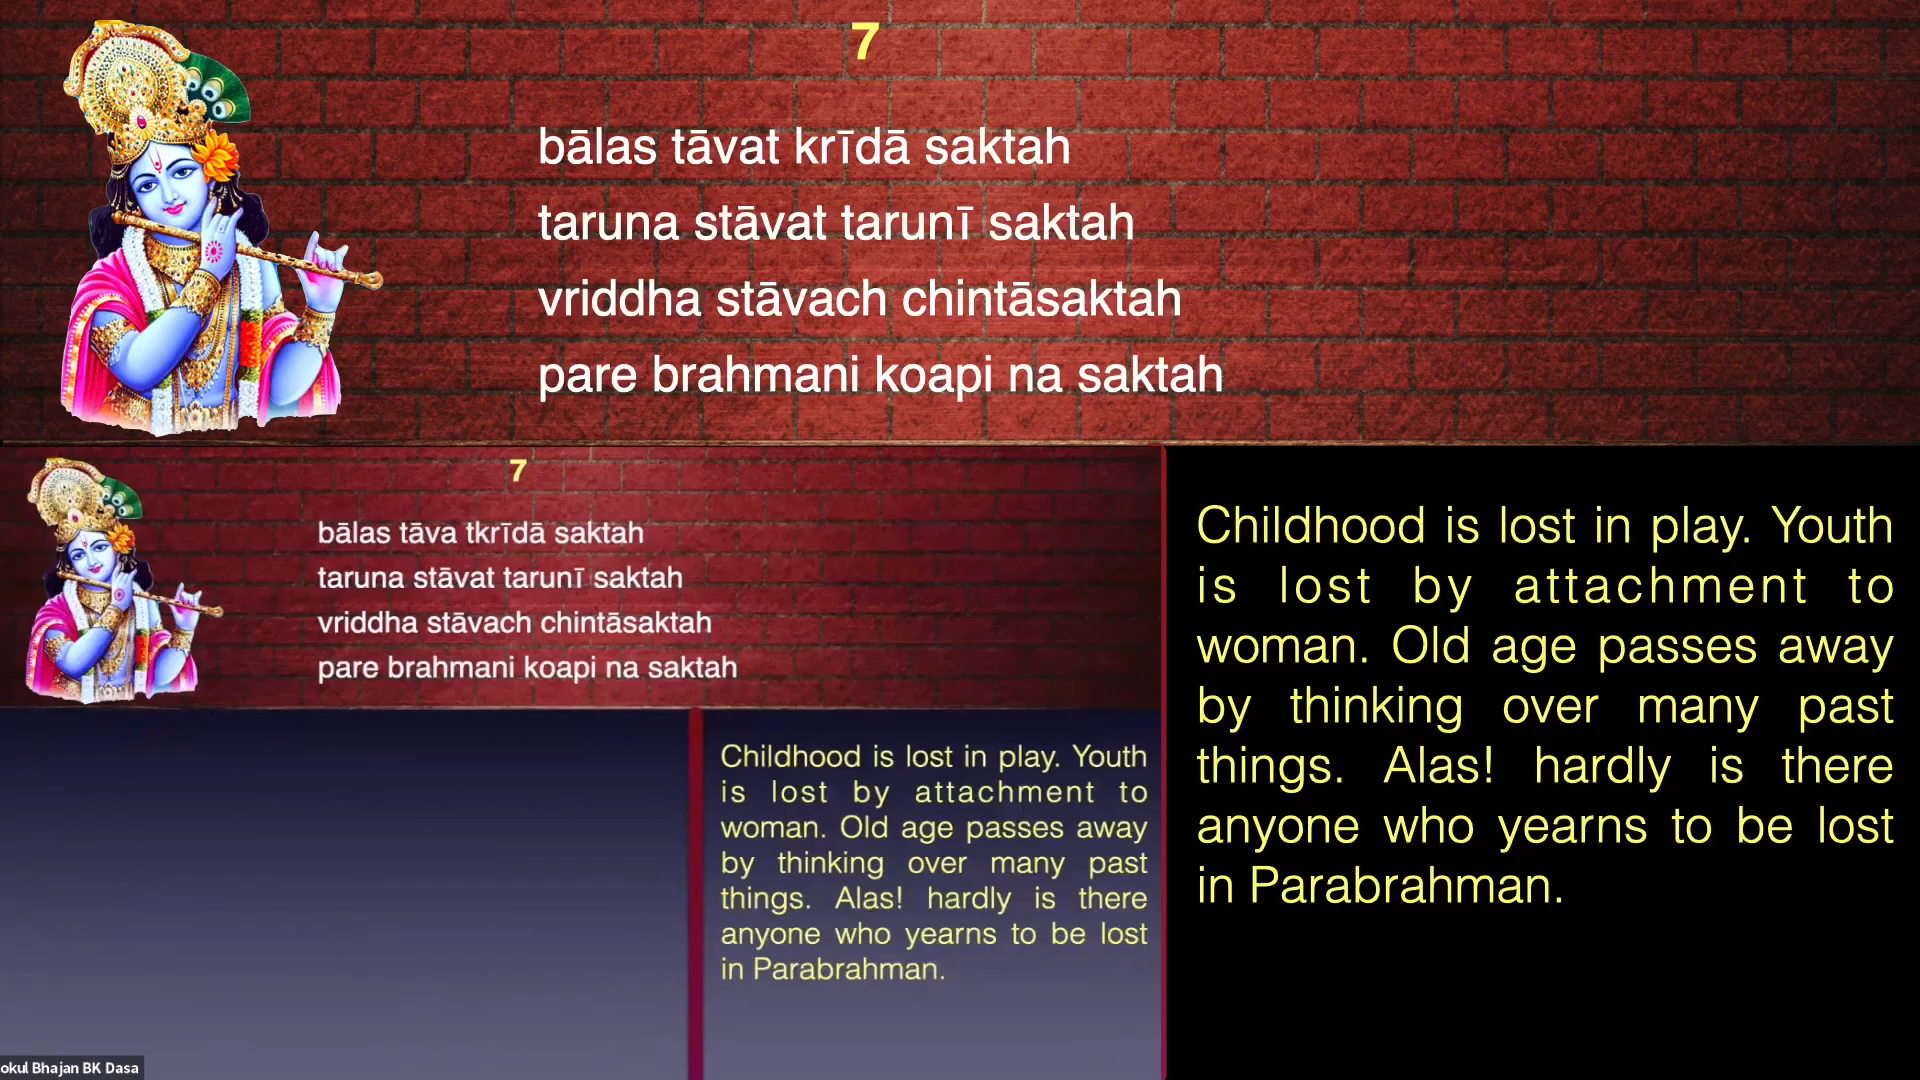 7
bālas tāvat krīdā saktah
taruna stāvat tarunī saktah
vriddha stāvach chintāsaktah
pare brahmani koapi na saktah
7
bālas tāva tkrīdā saktah
taruna stāvat tarunī saktah
vriddha stāvach chintāsaktah
pare brahmani koapi na saktah
Childhood is lost in play. Youth
is lost by attachment to
woman. Old age passes away
by thinking over many past
things. Alas! hardly is there
anyone who yearns to be lost
in Parabrahman.
Childhood is lost in play. Youth
is lost by attachment to
woman. Old age passes away
by thinking over many past
things. Alas! hardly is there
anyone who yearns to be lost
in Parabrahman.
okul Bhajan BK Dasa